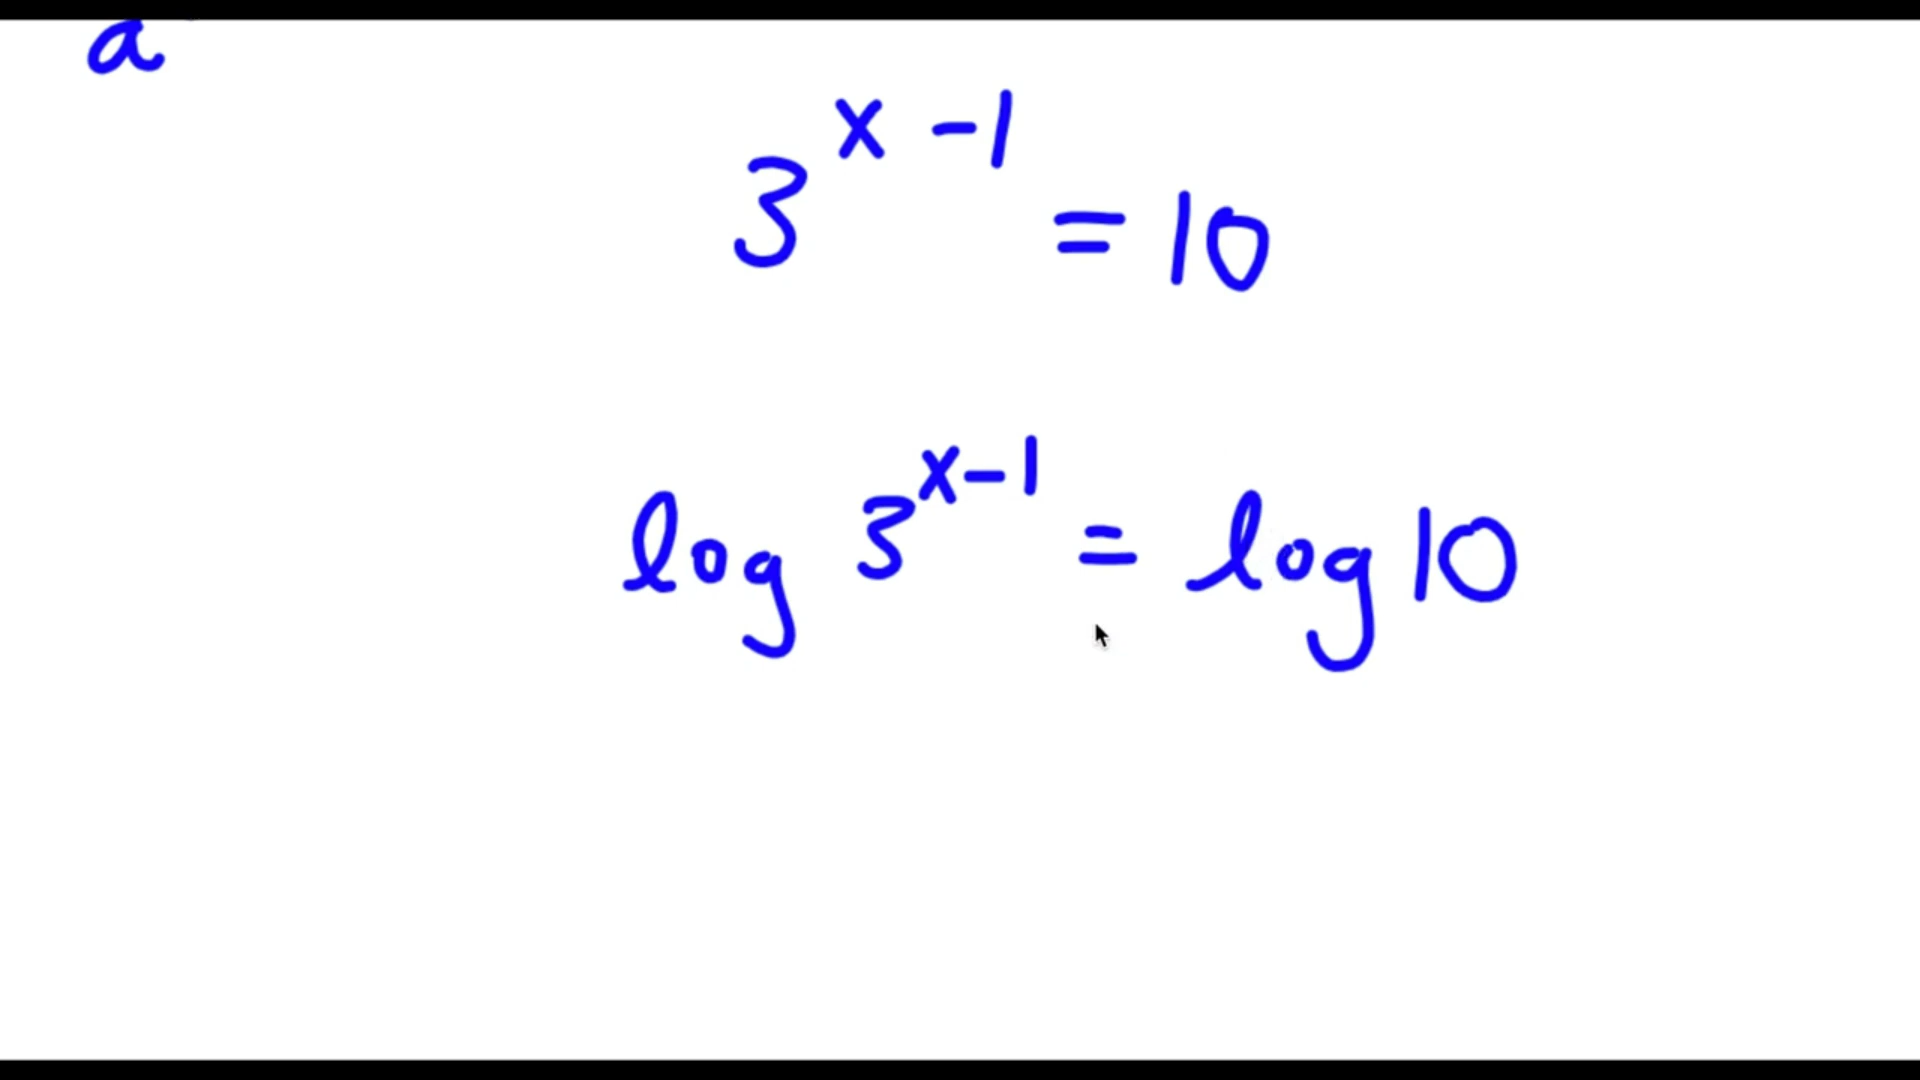 a
3^{x-1} = 10
log 3^{x-1} = log 10